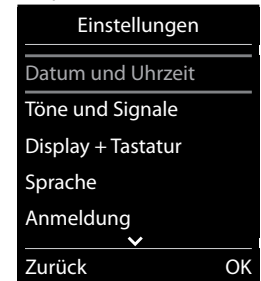 Einstellungen
Datum und Uhrzeit
Töne und Signale
Display + Tastatur
Sprache
Anmeldung
Zurück OK